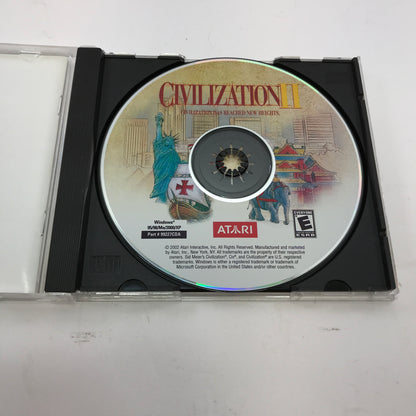 CIVILIZATION II
CIVILIZATION HAS REACHED NEW HEIGHTS.
Windows®
95/98/Me/2000/XP
Part # 98227CDA
ATARI
EVERYONE
E
ESRB
© 2002 Atari Interactive, Inc. All Rights Reserved. Manufactured and marketed
by Atari, Inc., New York, NY. All trademarks are the property of their respective
owners. Sid Meier's Civilization®, Civ®, and Civilization® are U.S. registered
trademarks. Windows is either a registered trademark or trademark of
Microsoft Corporation in the United States and/or other countries.